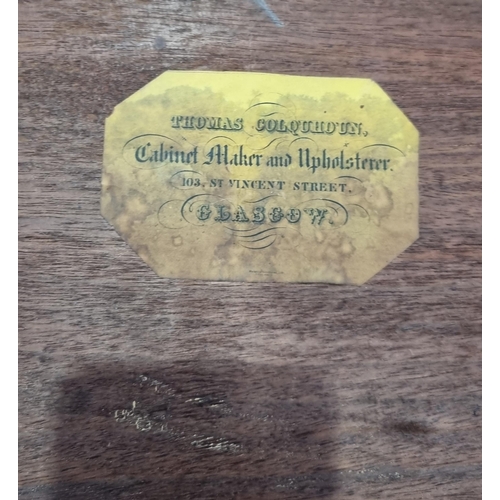 THOMAS COLQUHOUN,
Cabinet Maker and Upholsterer.
103, ST VINCENT STREET.
GLASGOW.